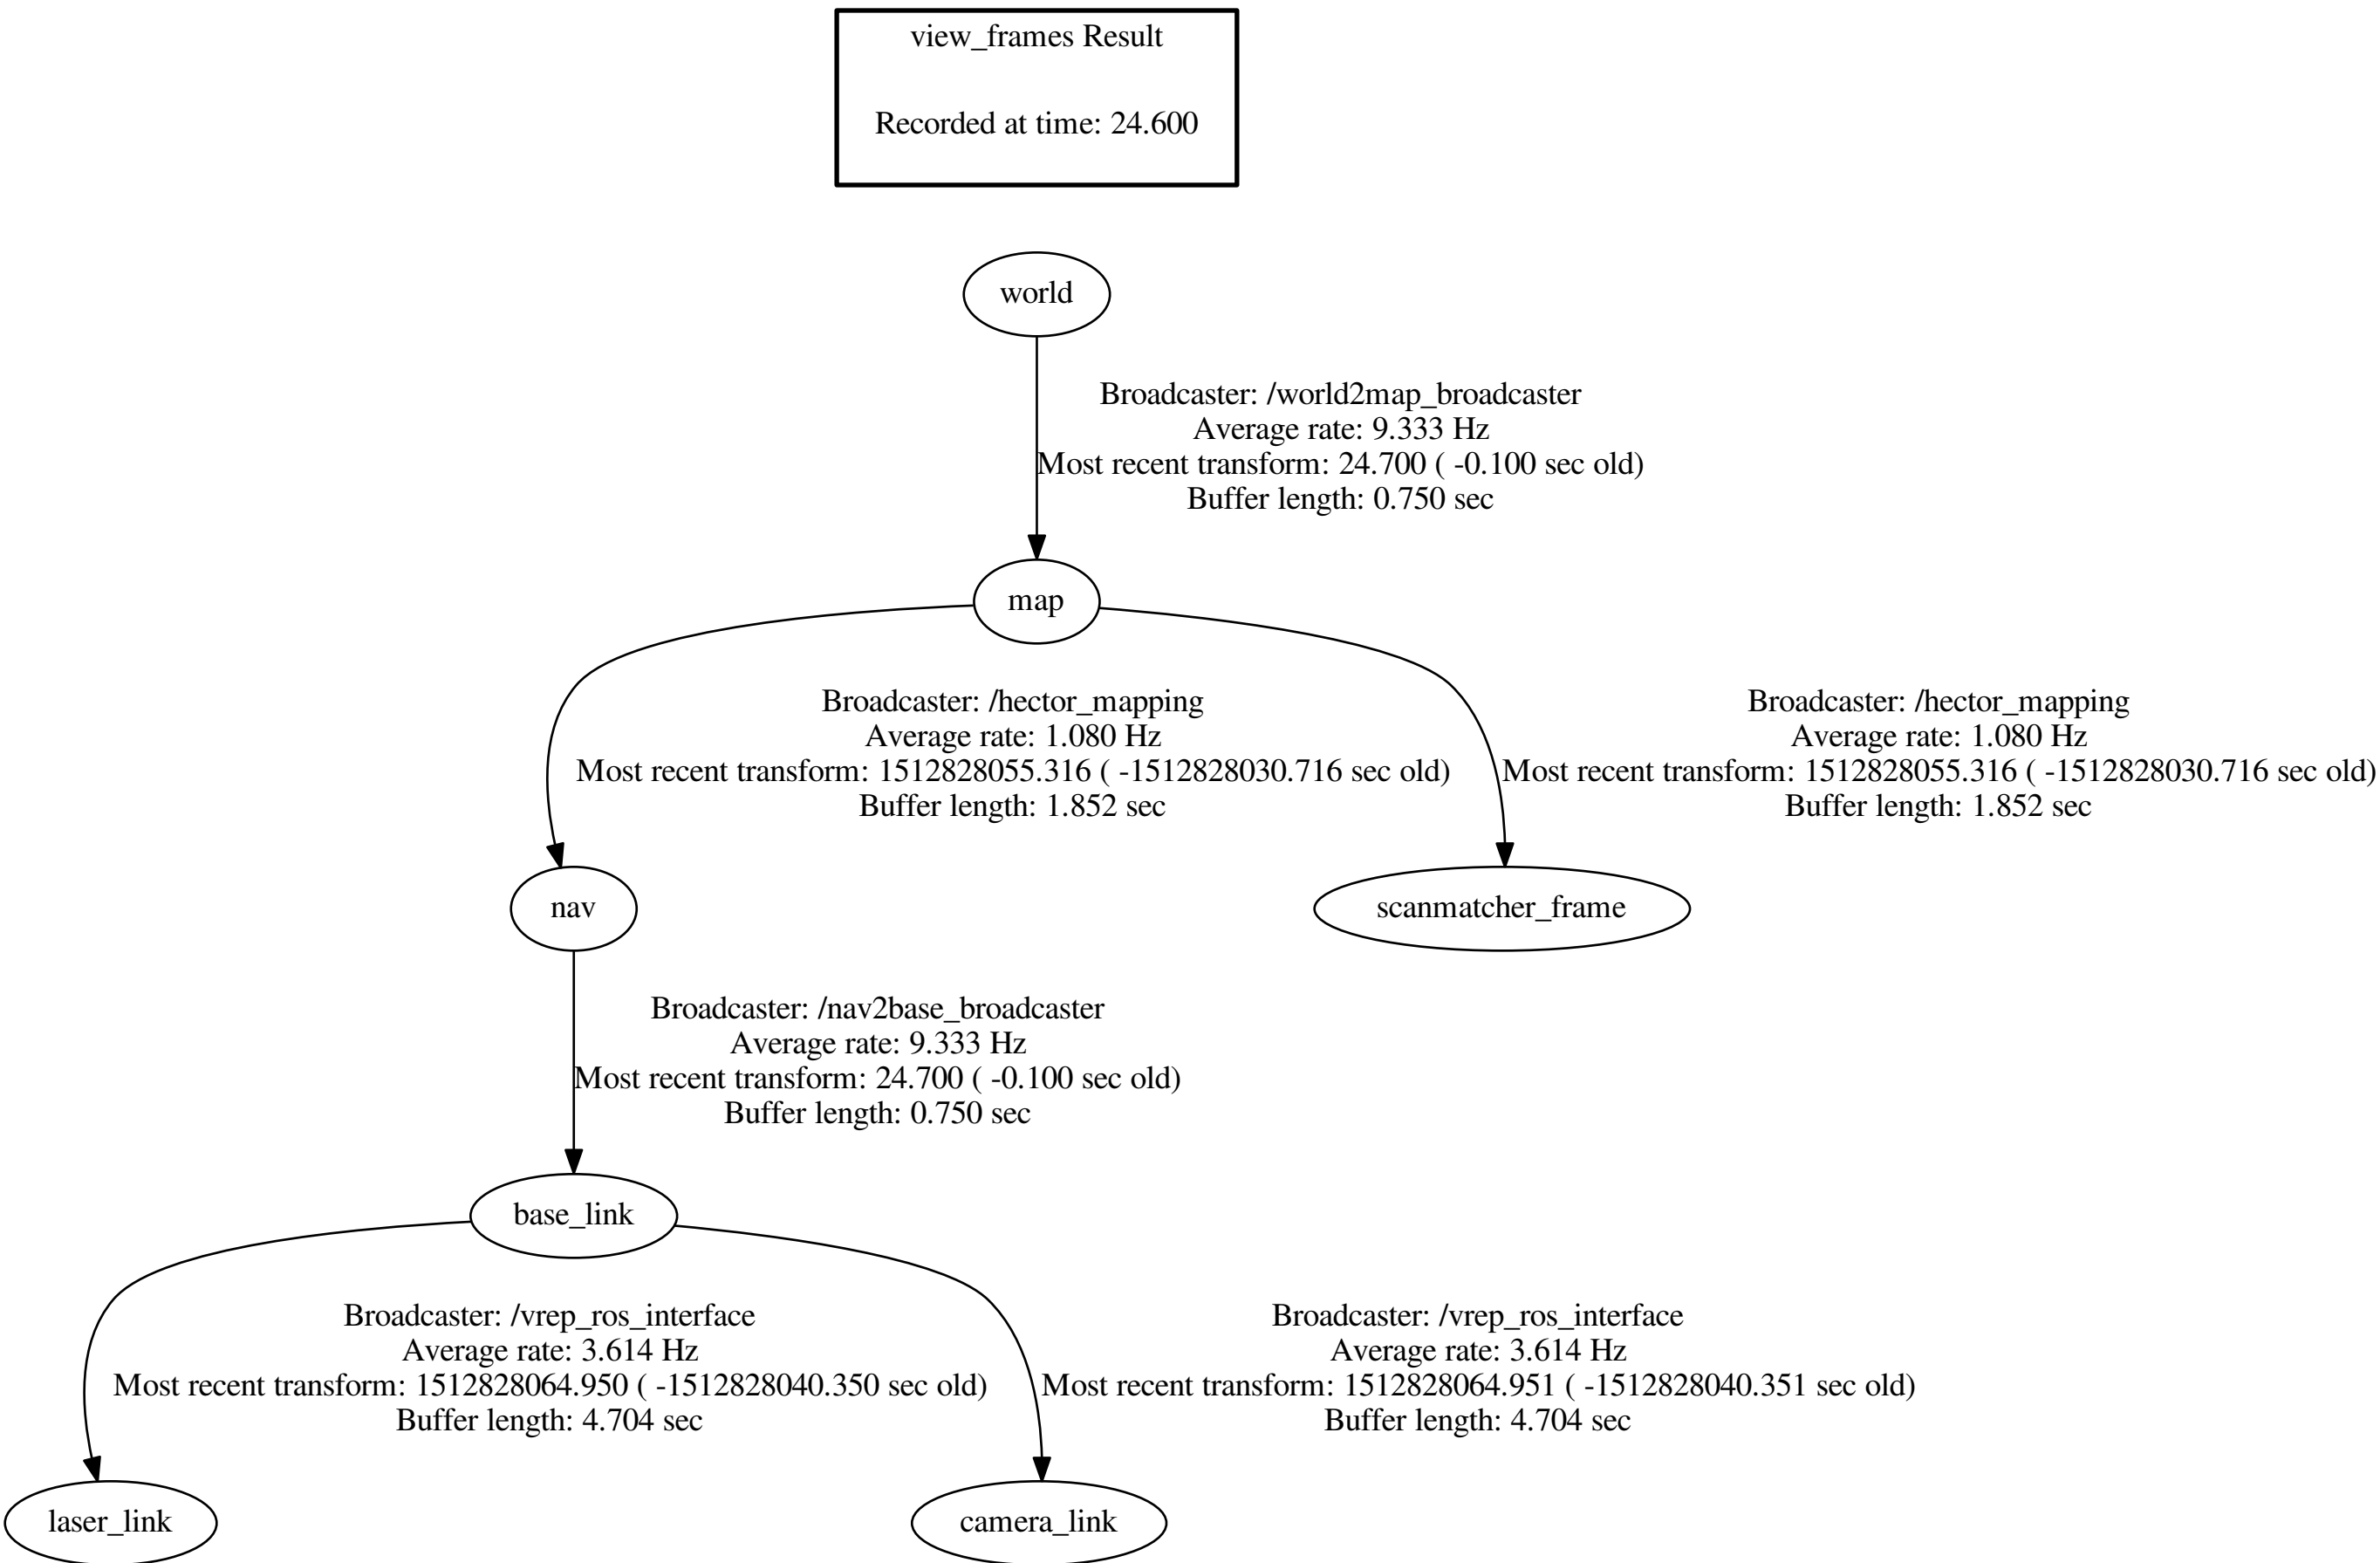 view_frames Result
Recorded at time: 24.600
world
Broadcaster: /world2map_broadcaster
Average rate: 9.333 Hz
Most recent transform: 24.700 ( -0.100 sec old)
Buffer length: 0.750 sec
map
Broadcaster: /hector_mapping
Average rate: 1.080 Hz
Most recent transform: 1512828055.316 ( -1512828030.716 sec old)
Buffer length: 1.852 sec
Broadcaster: /hector_mapping
Average rate: 1.080 Hz
Most recent transform: 1512828055.316 ( -1512828030.716 sec old)
Buffer length: 1.852 sec
nav
scanmatcher_frame
Broadcaster: /nav2base_broadcaster
Average rate: 9.333 Hz
Most recent transform: 24.700 ( -0.100 sec old)
Buffer length: 0.750 sec
base_link
Broadcaster: /vrep_ros_interface
Average rate: 3.614 Hz
Most recent transform: 1512828064.950 ( -1512828040.350 sec old)
Buffer length: 4.704 sec
Broadcaster: /vrep_ros_interface
Average rate: 3.614 Hz
Most recent transform: 1512828064.951 ( -1512828040.351 sec old)
Buffer length: 4.704 sec
laser_link
camera_link